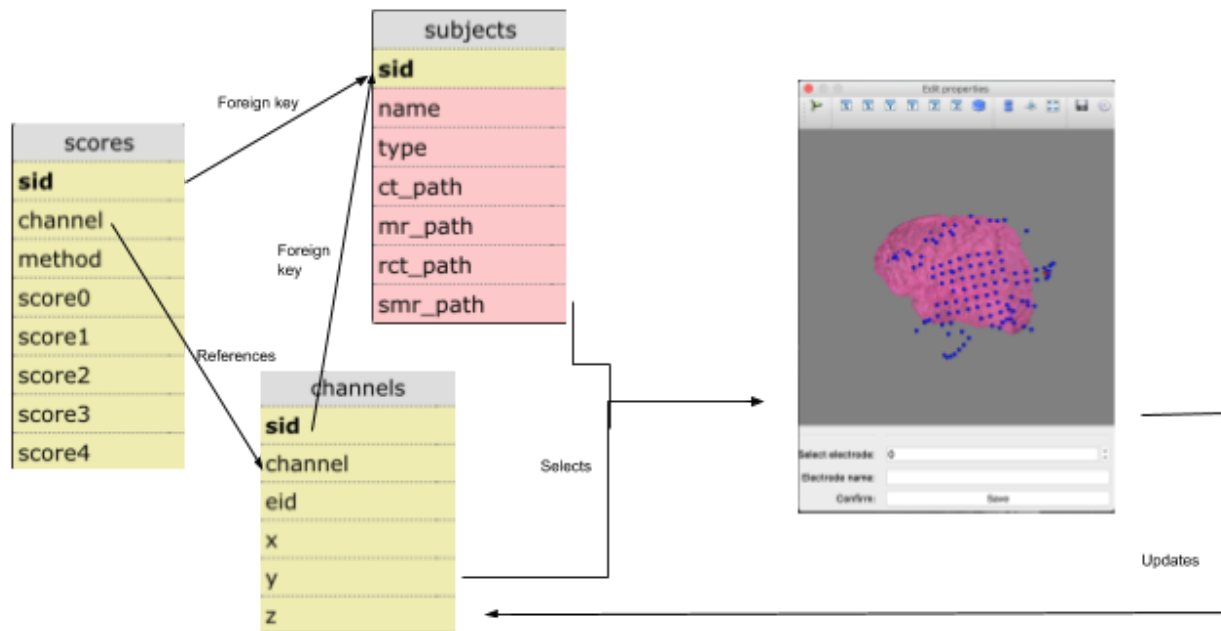 subjects
sid
name
type
ct_path
mr_path
rct_path
smr_path
Foreign key
scores
sid
channel
method
score0
score1
score2
score3
score4
Foreign
key
References
channels
sid
channel
eid
x
y
z
Selects
Edit properties
Select electrode: 0
Electrode name:
Confirm: Save
Updates